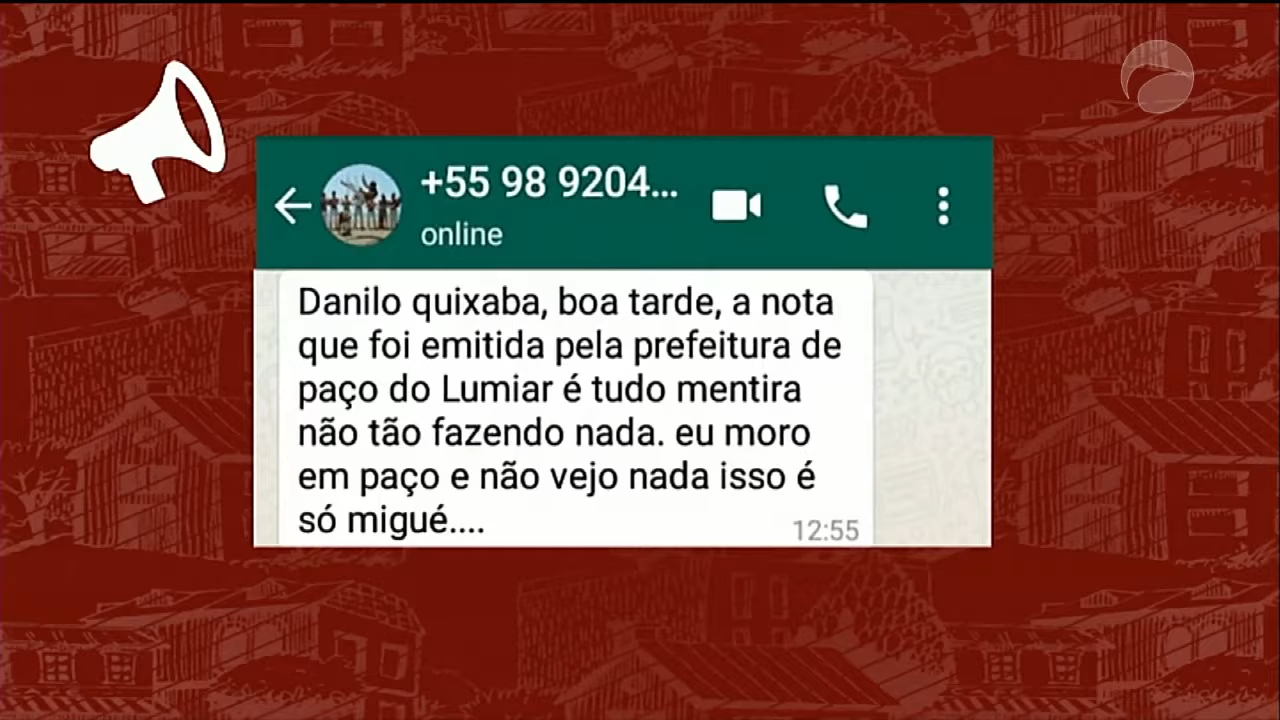 +55 98 9204...
online
Danilo quixaba, boa tarde, a nota
que foi emitida pela prefeitura de
paço do Lumiar é tudo mentira
não tão fazendo nada. eu moro
em paço e não vejo nada isso é
só migué....
12:55